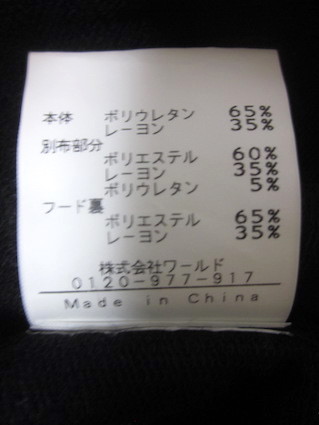 本体 ポリウレタン 65%
レーヨン 35%
別布部分
ポリエステル 60%
レーヨン 35%
ポリウレタン 5%
フード裏
ポリエステル 65%
レーヨン 35%
株式会社ワールド
0120-977-917
Made in China